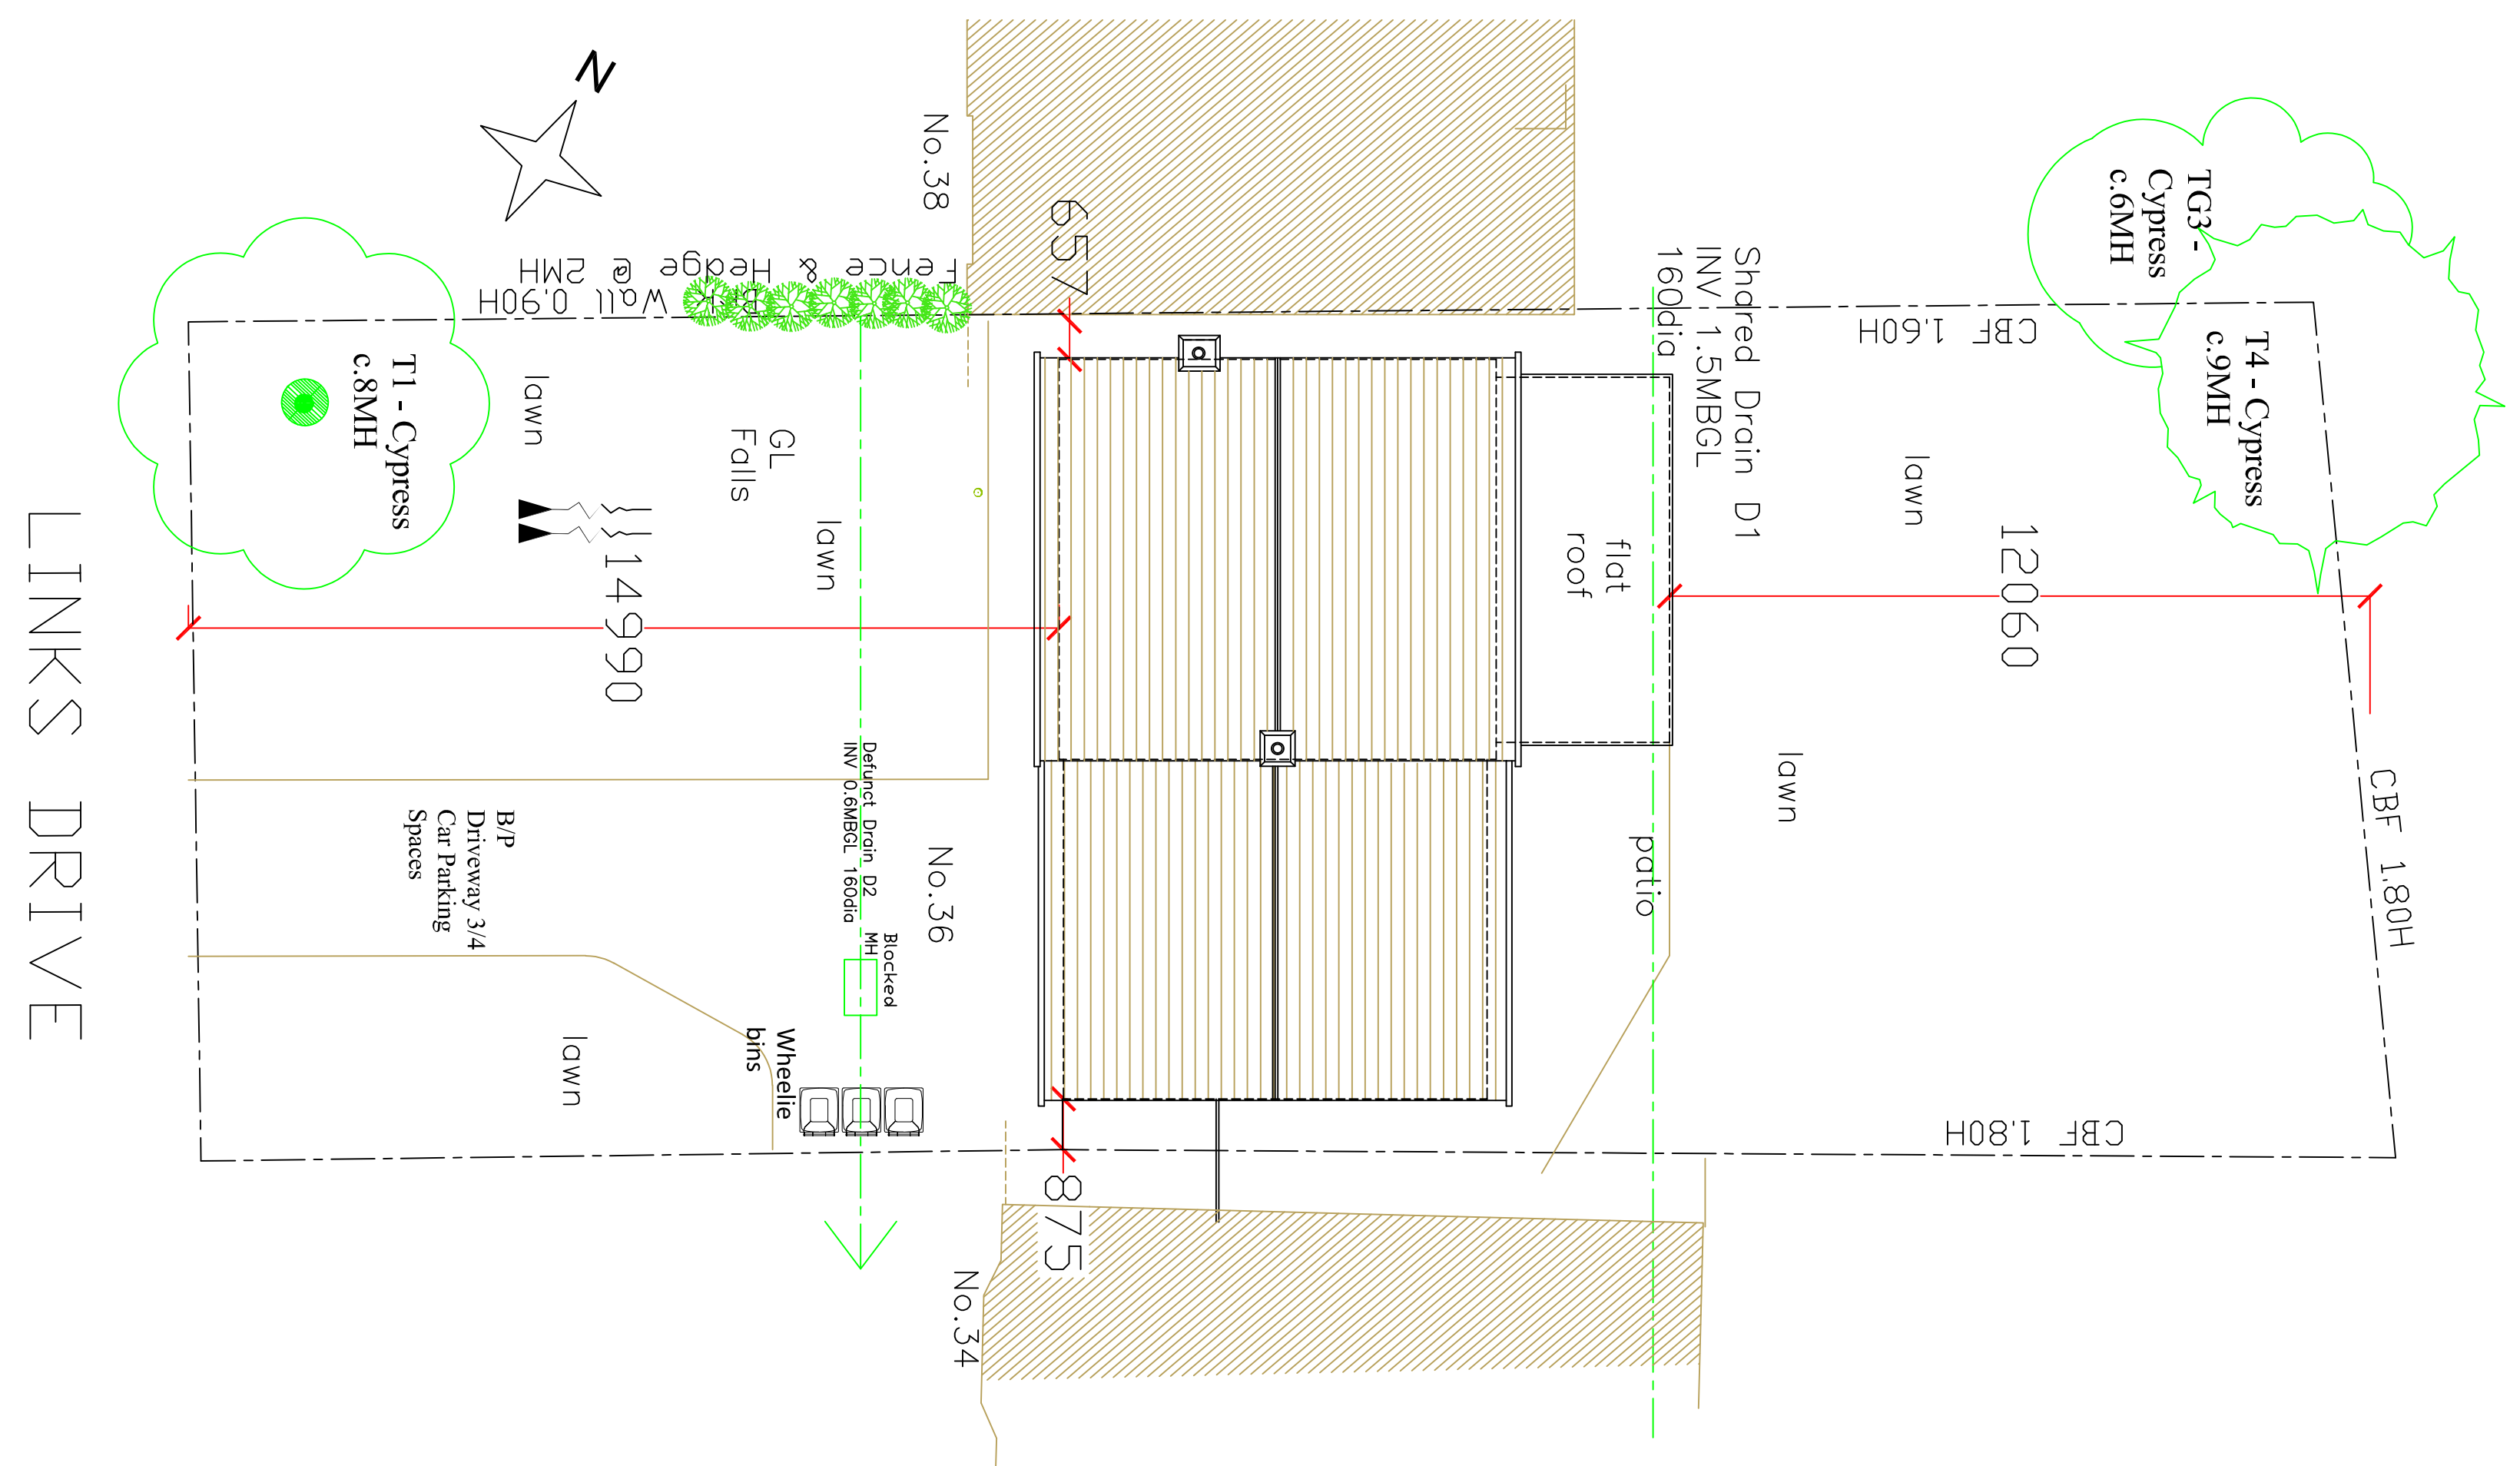 N
No.38
657
Fence & Hedge @ 2MH
Wall 0.90H
Shared Drain D1
INV 1.5MBGL
160dia
TG3 -
Cypress
c.6MH
T4 - Cypress
c.9MH
CBF 1.60H
T1 - Cypress
c.8MH
lawn
GL
Falls
lawn
14990
flat
roof
lawn
12060
lawn
CBF 1.80H
LINKS DRIVE
B/P
Driveway 3/4
Car Parking
Spaces
Defunct Drain D2
INV 0.6MBGL 160dia
No.36
Blocked
MH
patio
Wheelie
bins
lawn
CBF 1.80H
875
No.34